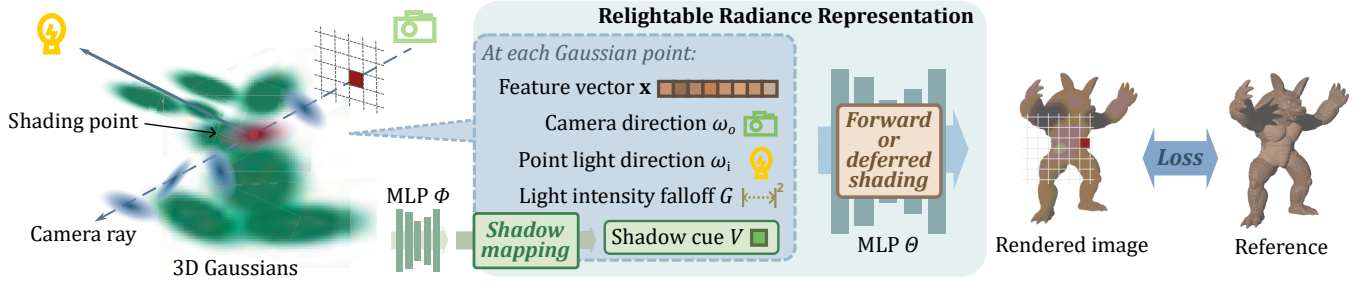 Relightable Radiance Representation
At each Gaussian point:
Feature vector x
Camera direction ωₒ
Point light direction ωᵢ
Light intensity falloff G
2
Shading point
Camera ray
3D Gaussians
MLP Φ
Shadow
mapping
Shadow cue V
Forward
or
deferred
shading
MLP Θ
Rendered image
Loss
Reference